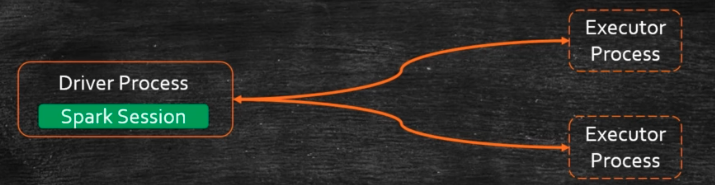 Driver Process
Spark Session
Executor
Process
Executor
Process